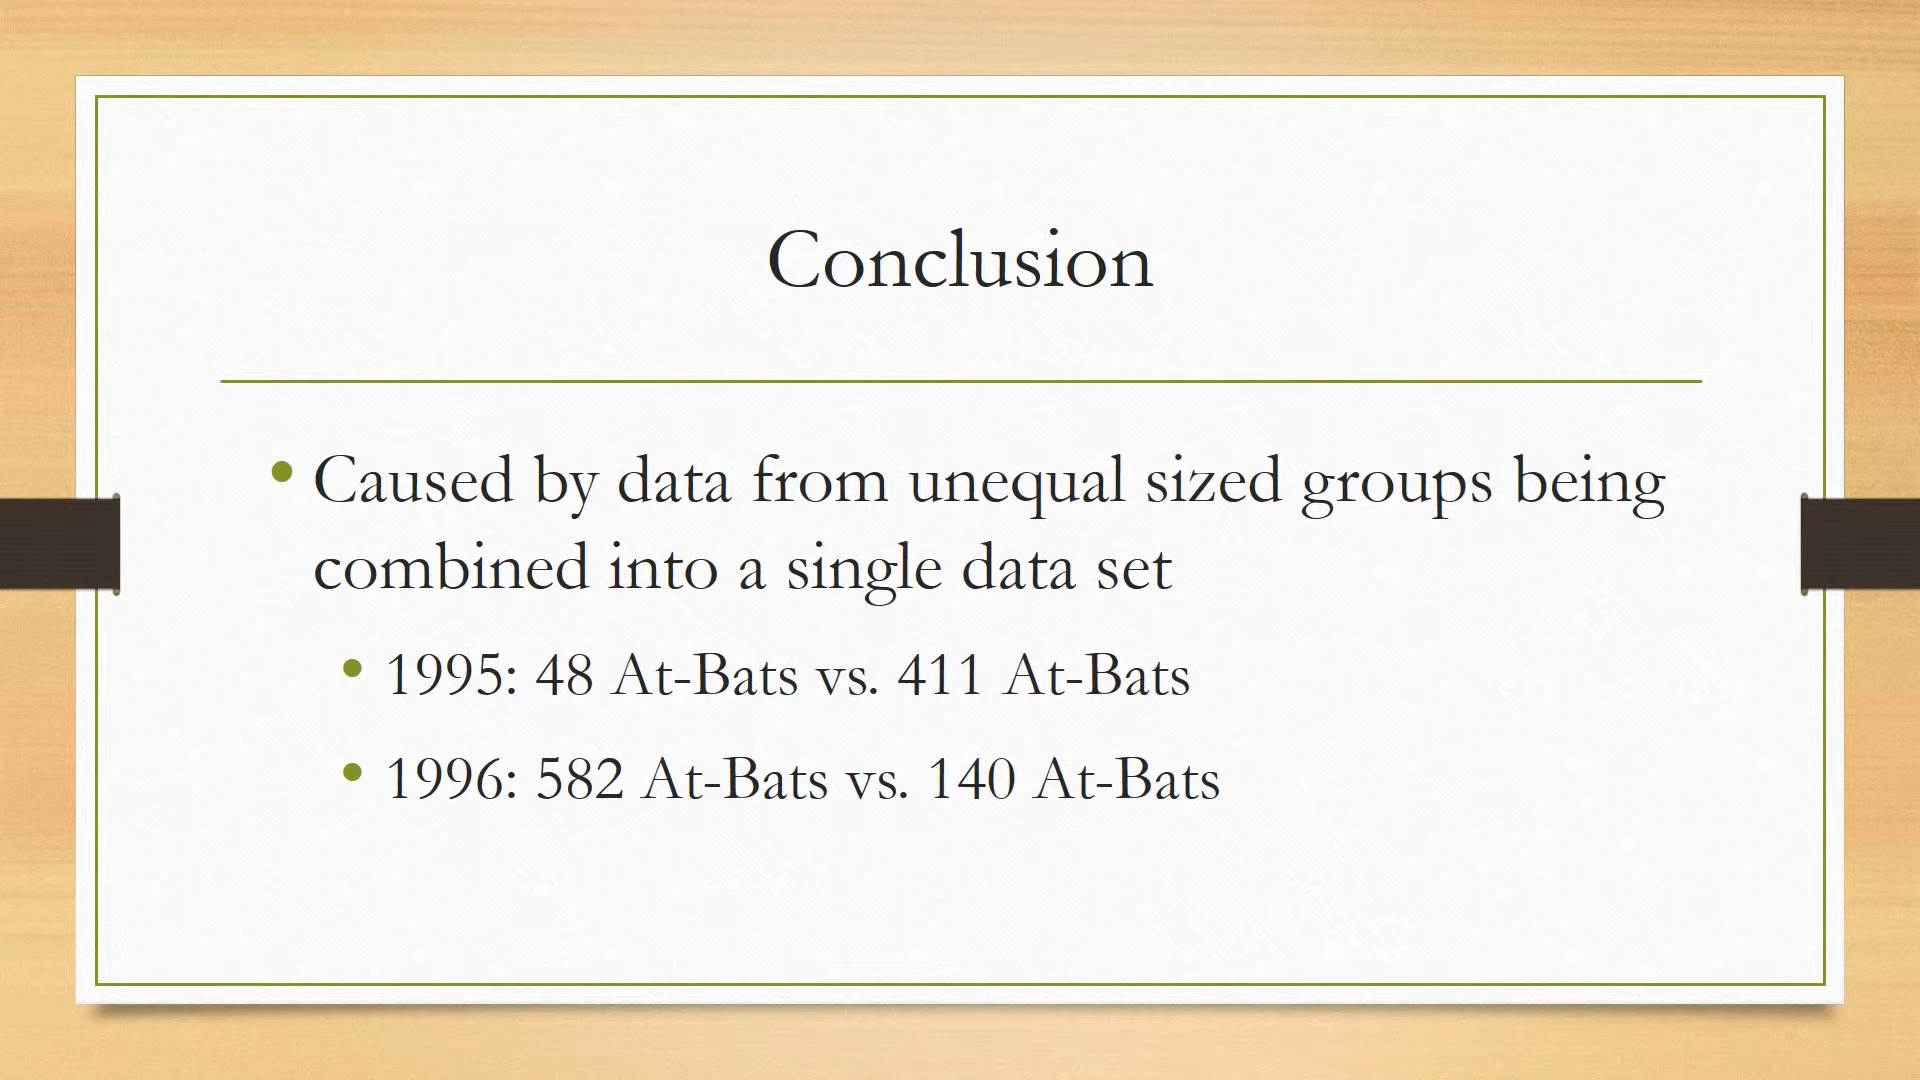 Conclusion
Caused by data from unequal sized groups being
combined into a single data set
1995: 48 At-Bats vs. 411 At-Bats
1996: 582 At-Bats vs. 140 At-Bats